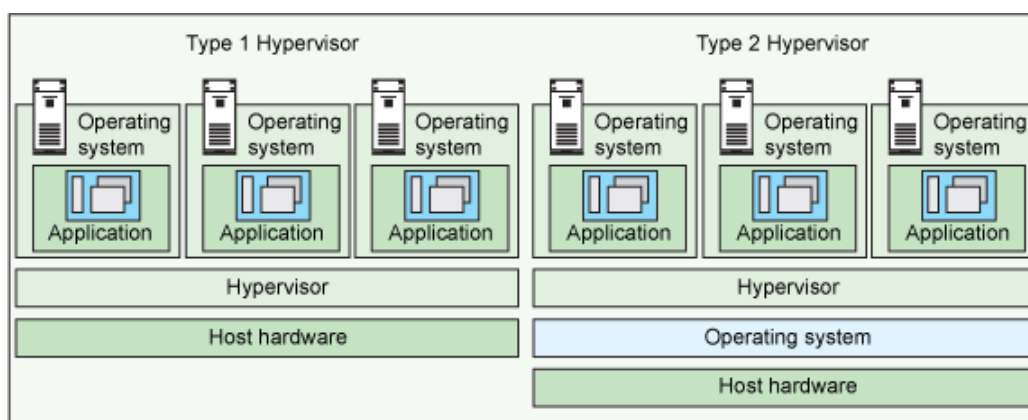 Type 1 Hypervisor
Operating
system
Application
Operating
system
Application
Operating
system
Application
Hypervisor
Host hardware
Type 2 Hypervisor
Operating
system
Application
Operating
system
Application
Operating
system
Application
Hypervisor
Operating system
Host hardware